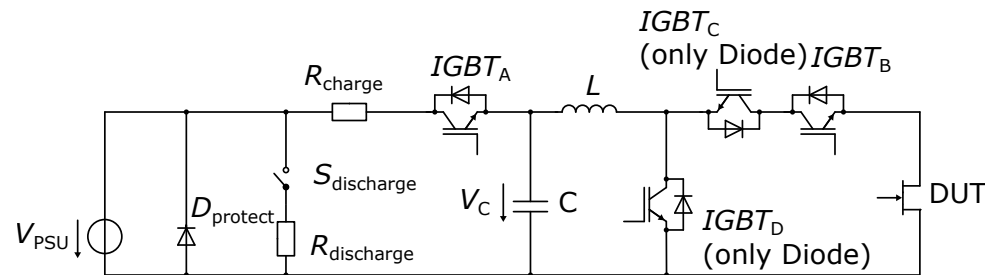 IGBT_C
(only Diode)
IGBT_B
R_charge
IGBT_A
L
S_discharge
V_C
C
DUT
D_protect
V_PSU
R_discharge
IGBT_D
(only Diode)